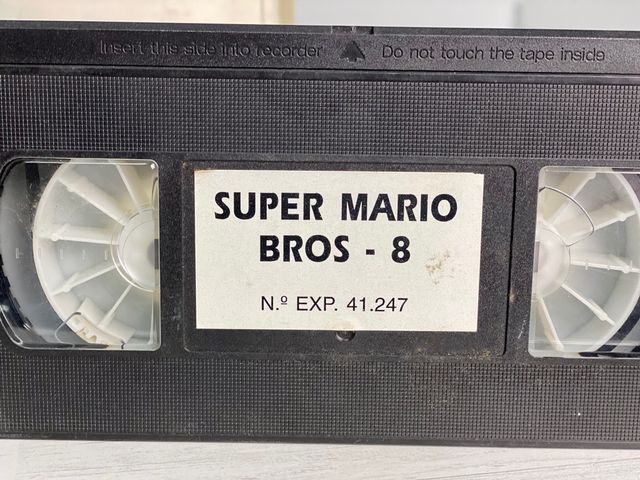 Insert this side into recorder Do not touch the tape inside
SUPER MARIO
BROS - 8
N.º EXP. 41.247